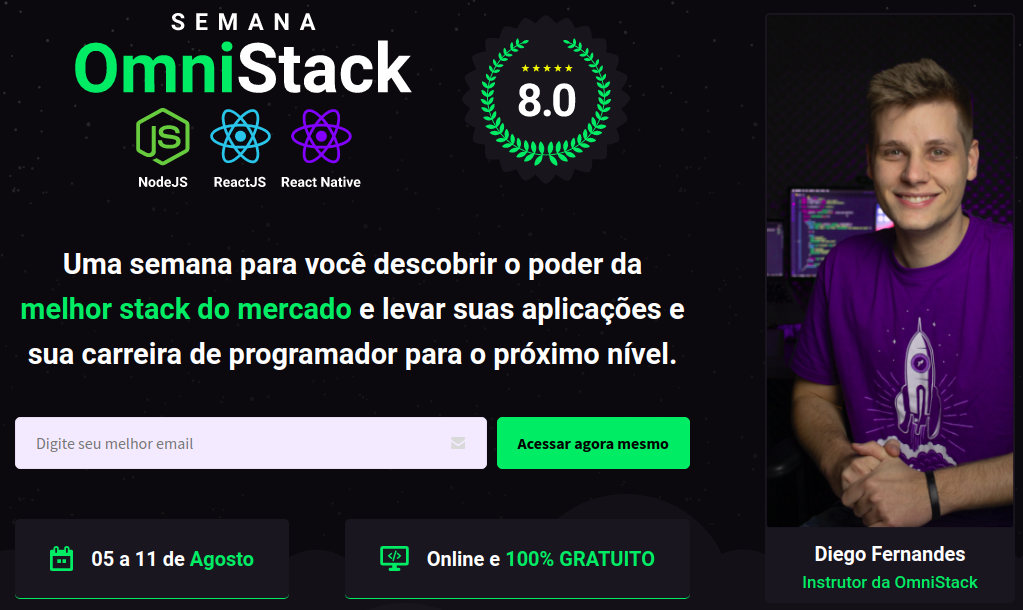 SEMANA
OmniStack
8.0
JS
NodeJS
ReactJS
React Native
Uma semana para você descobrir o poder da
melhor stack do mercado e levar suas aplicações e
sua carreira de programador para o próximo nível.
Digite seu melhor email
Acessar agora mesmo
05 a 11 de Agosto
Online e 100% GRATUITO
Diego Fernandes
Instrutor da OmniStack